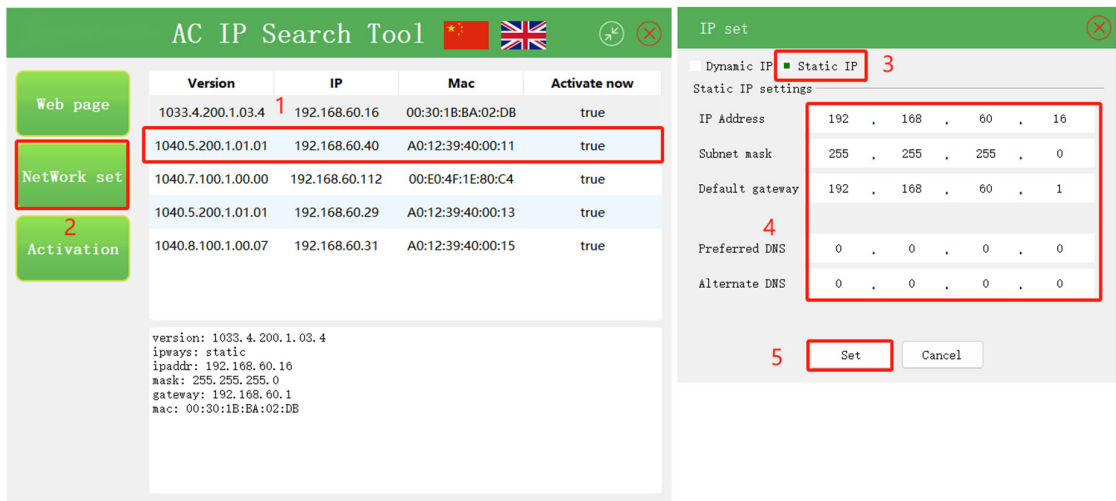 AC IP Search Tool
Web page
NetWork set
2
Activation
Version IP Mac Activate now
1
1033.4.200.1.03.4 192.168.60.16 00:30:1B:BA:02:DB true
1040.5.200.1.01.01 192.168.60.40 A0:12:39:40:00:11 true
1040.7.100.1.00.00 192.168.60.112 00:E0:4F:1E:80:C4 true
1040.5.200.1.01.01 192.168.60.29 A0:12:39:40:00:13 true
1040.8.100.1.00.07 192.168.60.31 A0:12:39:40:00:15 true
version: 1033.4.200.1.03.4
ipways: static
ipaddr: 192.168.60.16
mask: 255.255.255.0
gateway: 192.168.60.1
mac: 00:30:1B:BA:02:DB
IP set
Dynamic IP Static IP 3
Static IP settings
IP Address 192 . 168 . 60 . 16
Subnet mask 255 . 255 . 255 . 0
Default gateway 192 . 168 . 60 . 1
4
Preferred DNS 0 . 0 . 0 . 0
Alternate DNS 0 . 0 . 0 . 0
5 Set Cancel